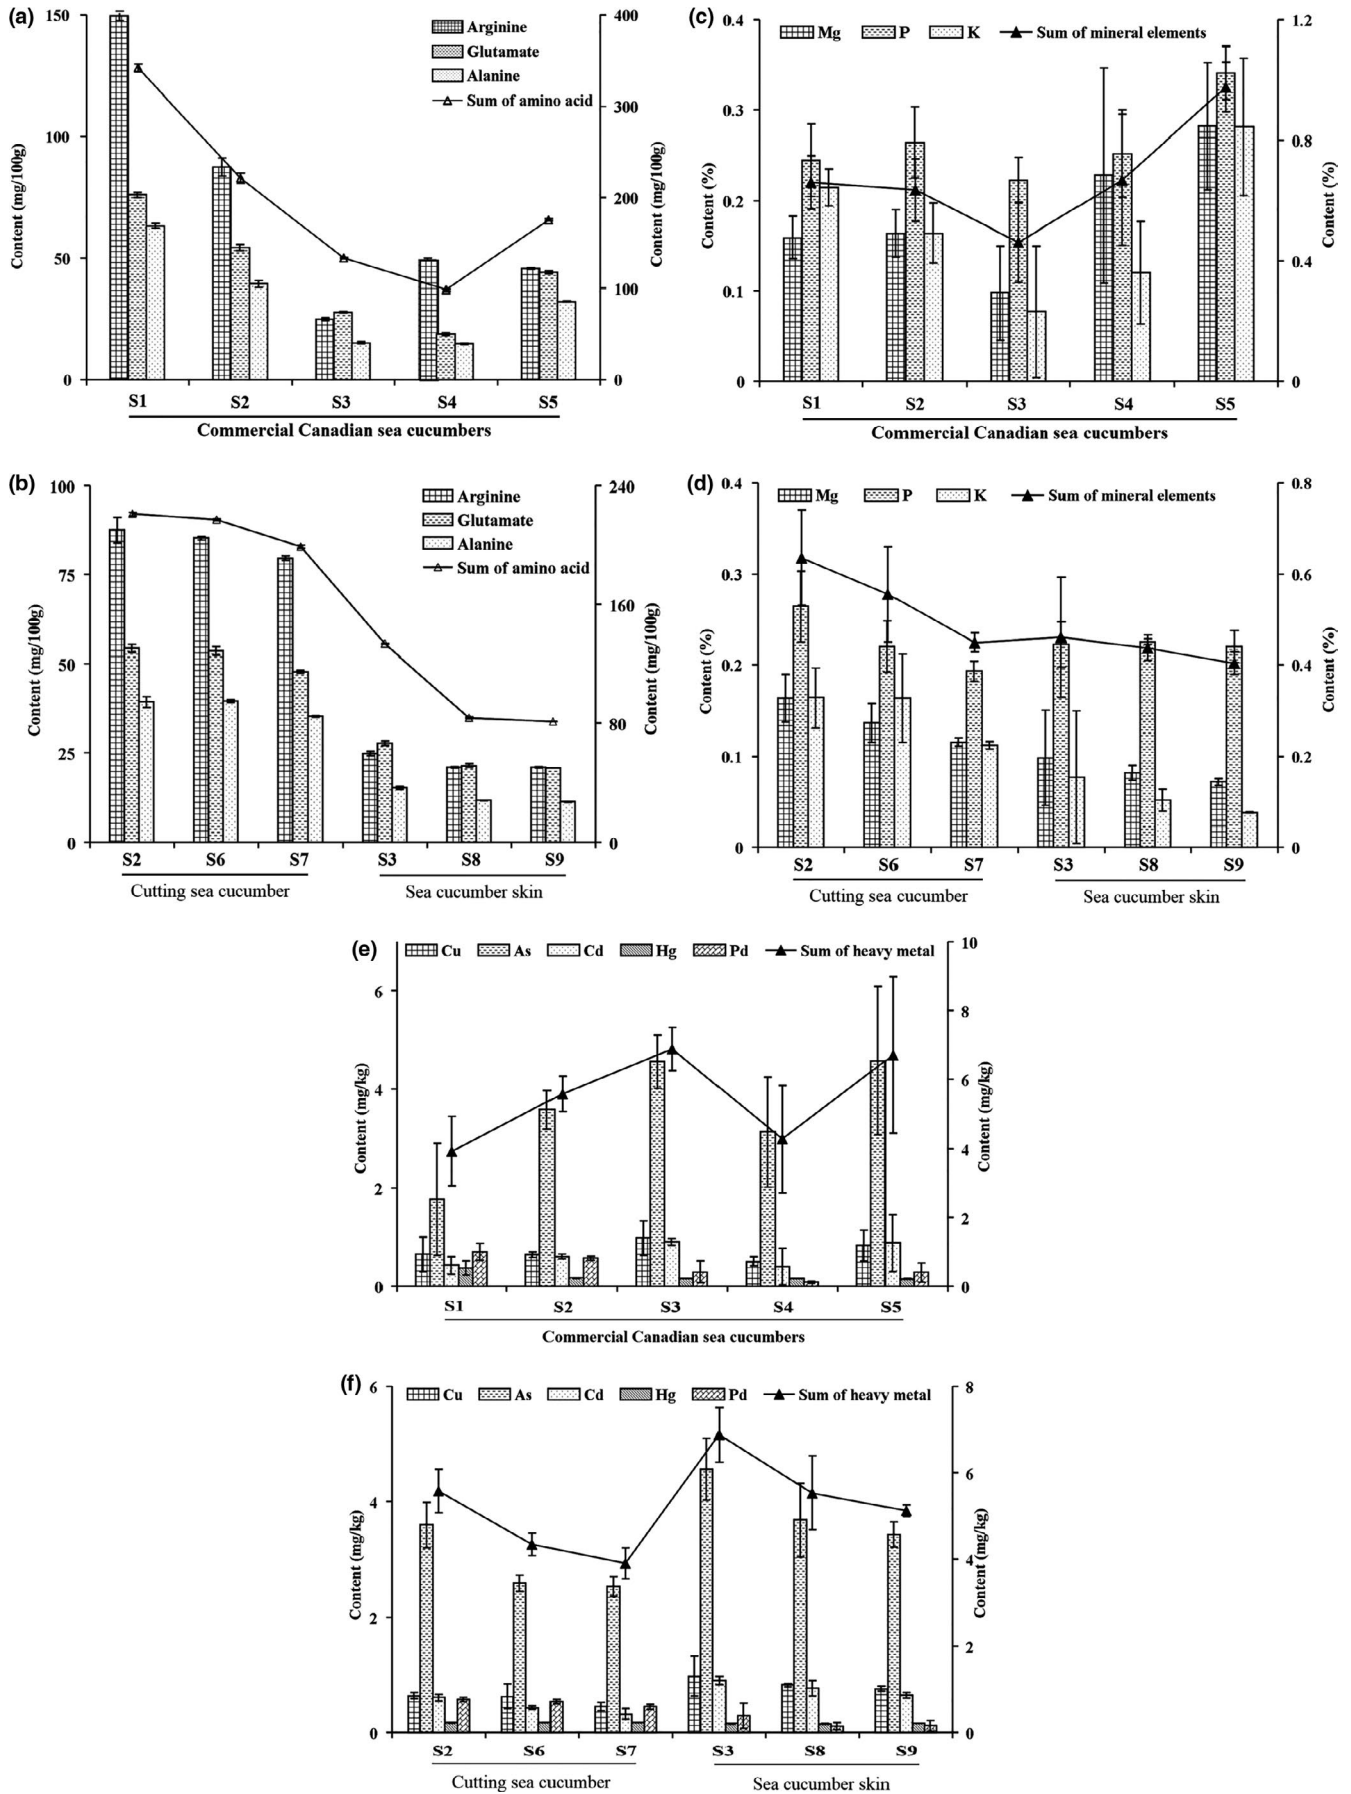 (a)
Arginine
Glutamate
Alanine
Sum of amino acid
150
100
50
0
400
300
200
100
0
Content (mg/100g)
Content (mg/100g)
S1 S2 S3 S4 S5
Commercial Canadian sea cucumbers
(c)
Mg P K Sum of mineral elements
0.4
0.3
0.2
0.1
0
1.2
0.8
0.4
0
Content (%)
Content (%)
S1 S2 S3 S4 S5
Commercial Canadian sea cucumbers
(b)
Arginine
Glutamate
Alanine
Sum of amino acid
100
75
50
25
0
240
160
80
0
Content (mg/100g)
Content (mg/100g)
S2 S6 S7 S3 S8 S9
Cutting sea cucumber Sea cucumber skin
(d)
Mg P K Sum of mineral elements
0.4
0.3
0.2
0.1
0
0.8
0.6
0.4
0.2
0
Content (%)
Content (%)
S2 S6 S7 S3 S8 S9
Cutting sea cucumber Sea cucumber skin
(e)
Cu As Cd Hg Pd Sum of heavy metal
6
4
2
0
10
8
6
4
2
0
Content (mg/kg)
Content (mg/kg)
S1 S2 S3 S4 S5
Commercial Canadian sea cucumbers
(f)
Cu As Cd Hg Pd Sum of heavy metal
6
4
2
0
8
6
4
2
0
Content (mg/kg)
Content (mg/kg)
S2 S6 S7 S3 S8 S9
Cutting sea cucumber Sea cucumber skin